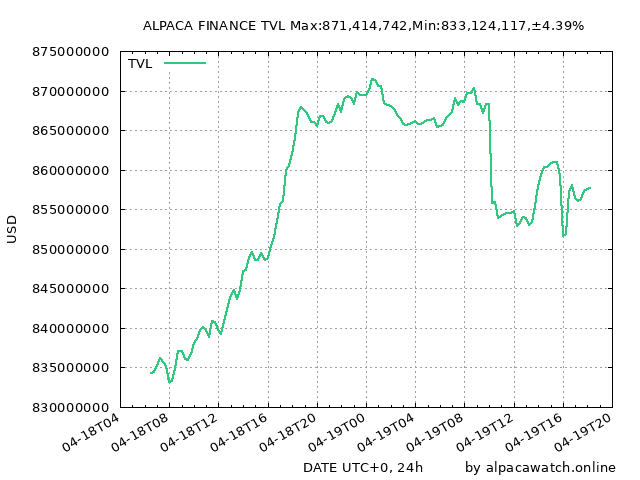 ALPACA FINANCE TVL Max:871,414,742,Min:833,124,117,±4.39%
875000000
TVL
870000000
865000000
860000000
855000000
USD
850000000
845000000
840000000
835000000
830000000
04-18T04
04-18T08
04-18T12
04-18T16
04-18T20
04-19T00
04-19T04
04-19T08
04-19T12
04-19T16
04-19T20
DATE UTC+0, 24h
by alpacawatch.online